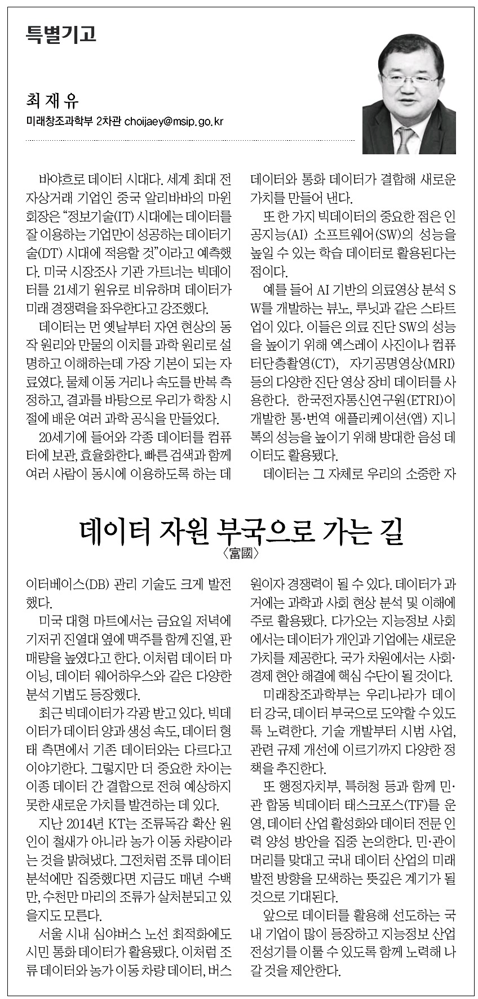 특별기고
최재유
미래창조과학부 2차관 choijaey@msip.go.kr
데이터 자원 부국으로 가는 길
〈富國〉
바야흐로 데이터 시대다. 세계 최대 전
자상거래 기업인 중국 알리바바의 마윈
회장은 “정보기술(IT) 시대에는 데이터를
잘 이용하는 기업만이 성공하는 데이터기
술(DT) 시대에 적응할 것”이라고 예측했
다. 미국 시장조사 기관 가트너는 빅데이
터를 21세기 원유로 비유하며 데이터가
미래 경쟁력을 좌우한다고 강조했다.
데이터는 먼 옛날부터 자연 현상의 동
작 원리와 만물의 이치를 과학 원리로 설
명하고 이해하는데 가장 기본이 되는 자
료였다. 물체 이동 거리나 속도를 반복 측
정하고, 결과를 바탕으로 우리가 학창 시
절에 배운 여러 과학 공식을 만들었다.
20세기에 들어와 각종 데이터를 컴퓨
터에 보관, 효율화한다. 빠른 검색과 함께
여러 사람이 동시에 이용하도록 하는 데
이터베이스(DB) 관리 기술도 크게 발전
했다.
미국 대형 마트에서는 금요일 저녁에
기저귀 진열대 옆에 맥주를 함께 진열, 판
매량을 높였다고 한다. 이처럼 데이터 마
이닝, 데이터 웨어하우스와 같은 다양한
분석 기법도 등장했다.
최근 빅데이터가 각광 받고 있다. 빅데
이터가 데이터 양과 생성 속도, 데이터 형
태 측면에서 기존 데이터와는 다르다고
이야기한다. 그렇지만 더 중요한 차이는
이종 데이터 간 결합으로 전혀 예상하지
못한 새로운 가치를 발견하는 데 있다.
지난 2014년 KT는 조류독감 확산 원
인이 철새가 아니라 농가 이동 차량이라
는 것을 밝혀냈다. 그전처럼 조류 데이터
분석에만 집중했다면 지금도 매년 수백
만, 수천만 마리의 조류가 살처분되고 있
을지도 모른다.
서울 시내 심야버스 노선 최적화에도
시민 통화 데이터가 활용됐다. 이처럼 조
류 데이터와 농가 이동 차량 데이터, 버스
데이터와 통화 데이터가 결합해 새로운
가치를 만들어 낸다.
또 한 가지 빅데이터의 중요한 점은 인
공지능(AI) 소프트웨어(SW)의 성능을
높일 수 있는 학습 데이터로 활용된다는
점이다.
예를 들어 AI 기반의 의료영상 분석 S
W를 개발하는 뷰노, 루닛과 같은 스타트
업이 있다. 이들은 의료 진단 SW의 성능
을 높이기 위해 엑스레이 사진이나 컴퓨
터단층촬영(CT), 자기공명영상(MRI)
등의 다양한 진단 영상 장비 데이터를 사
용한다. 한국전자통신연구원(ETRI)이
개발한 통·번역 애플리케이션(앱) 지니
톡의 성능을 높이기 위해 방대한 음성 데
이터도 활용됐다.
데이터는 그 자체로 우리의 소중한 자
원이자 경쟁력이 될 수 있다. 데이터가 과
거에는 과학과 사회 현상 분석 및 이해에
주로 활용됐다. 다가오는 지능정보 사회
에서는 데이터가 개인과 기업에는 새로운
가치를 제공한다. 국가 차원에서는 사회·
경제 현안 해결에 핵심 수단이 될 것이다.
미래창조과학부는 우리나라가 데이
터 강국, 데이터 부국으로 도약할 수 있도
록 노력한다. 기술 개발부터 시범 사업,
관련 규제 개선에 이르기까지 다양한 정
책을 추진한다.
또 행정자치부, 특허청 등과 함께 민·
관 합동 빅데이터 태스크포스(TF)를 운
영, 데이터 산업 활성화와 데이터 전문 인
력 양성 방안을 집중 논의한다. 민·관이
머리를 맞대고 국내 데이터 산업의 미래
발전 방향을 모색하는 뜻깊은 계기가 될
것으로 기대된다.
앞으로 데이터를 활용해 선도하는 국
내 기업이 많이 등장하고 지능정보 산업
전성기를 이룰 수 있도록 함께 노력해 나
갈 것을 제안한다.